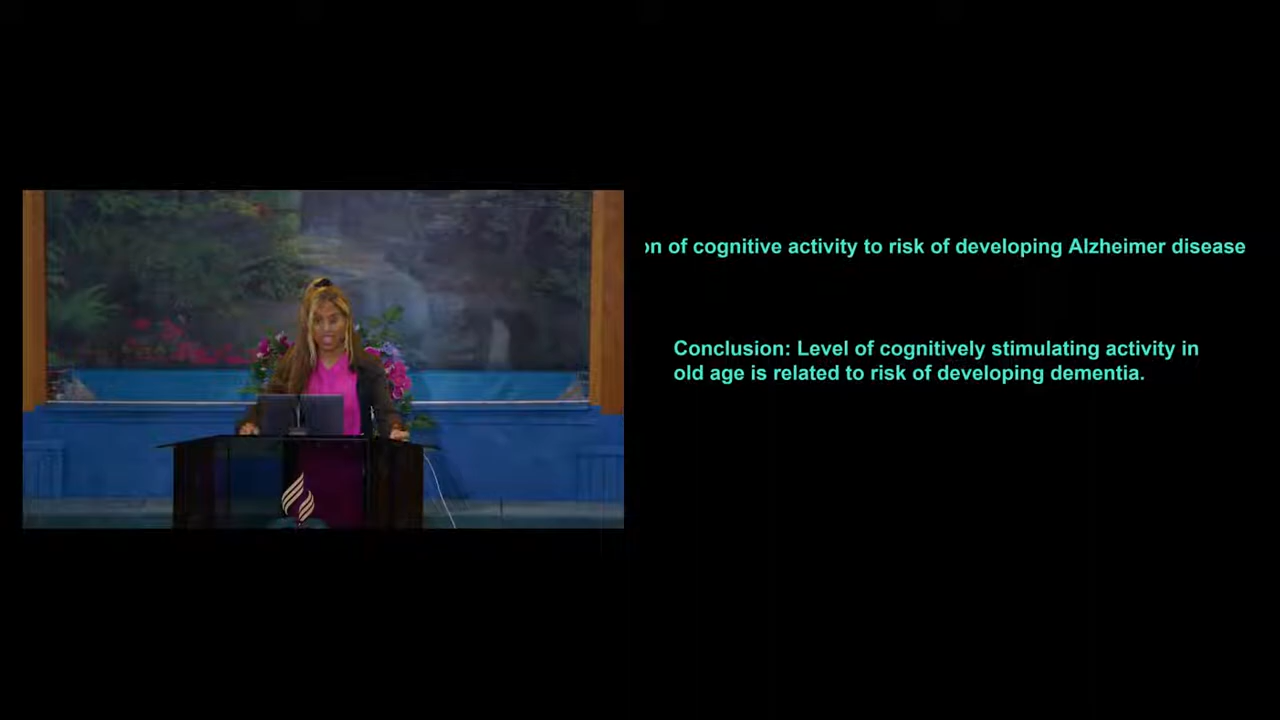 of cognitive activity to risk of developing Alzheimer disease
Conclusion: Level of cognitively stimulating activity in
old age is related to risk of developing dementia.